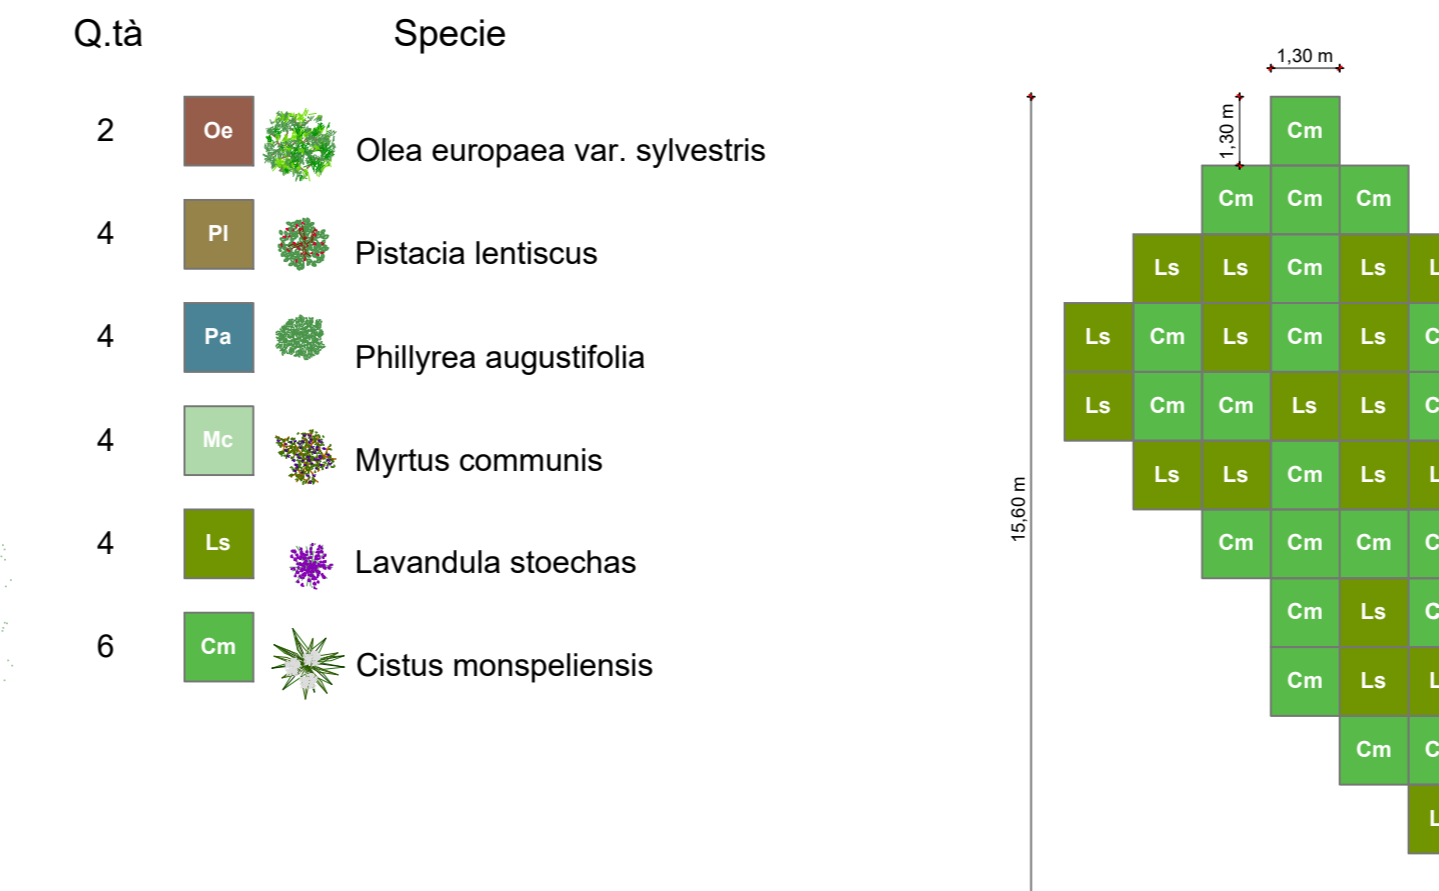 Q.tà Specie
2 Oe Olea europaea var. sylvestris
4 Pl Pistacia lentiscus
4 Pa Phillyrea augustifolia
4 Mc Myrtus communis
4 Ls Lavandula stoechas
6 Cm Cistus monspeliensis
1,30 m
1,30 m
15,60 m
Cm
Cm Cm Cm
Ls Ls Cm Ls
Ls Cm Ls Cm Ls
Ls Cm Cm Ls Ls
Ls Ls Cm Ls
Cm Cm Cm
Cm Ls
Cm Ls
Cm